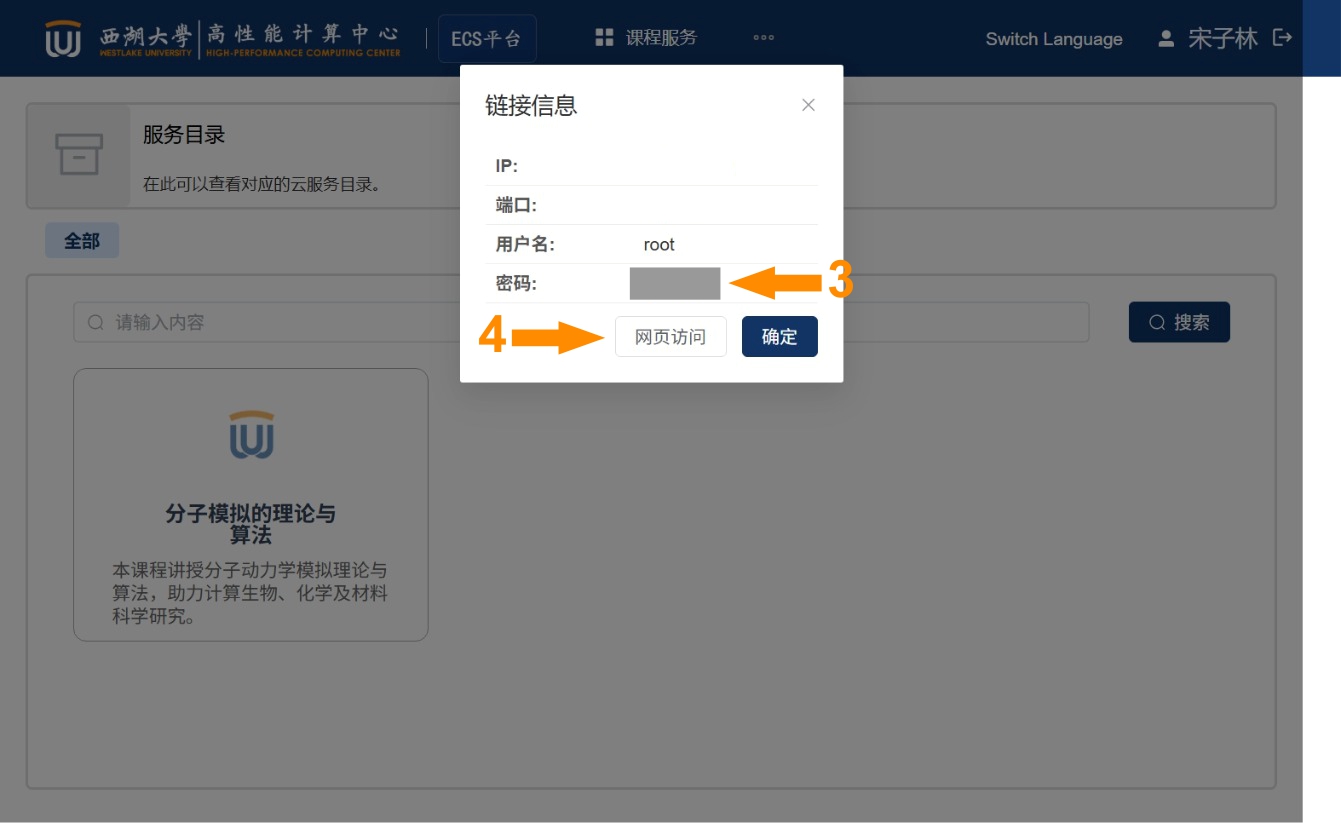 西湖大學 高性能计算中心
WESTLAKE UNIVERSITY HIGH-PERFORMANCE COMPUTING CENTER
ECS平台
课程服务
Switch Language
宋子林
链接信息
服务目录
在此可以查看对应的云服务目录。
IP:
端口:
用户名: root
密码:
3
全部
请输入内容
搜索
4
网页访问
确定
分子模拟的理论与
算法
本课程讲授分子动力学模拟理论与
算法，助力计算生物、化学及材料
科学研究。